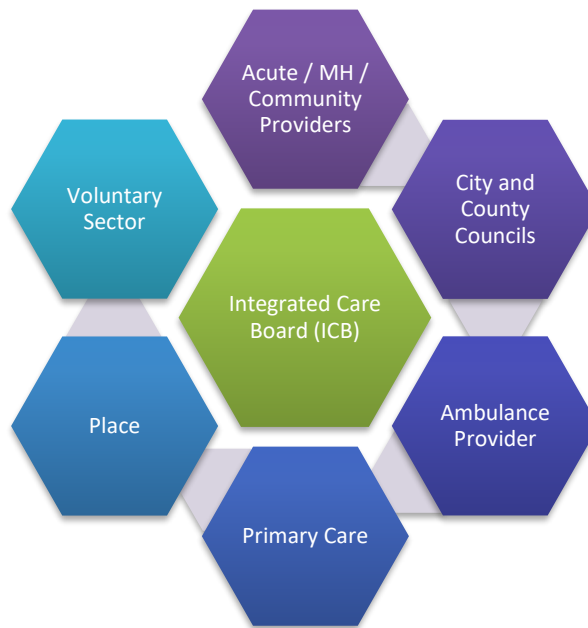 Acute / MH /
Community
Providers
Voluntary
Sector
City and
County
Councils
Integrated Care
Board (ICB)
Place
Ambulance
Provider
Primary Care